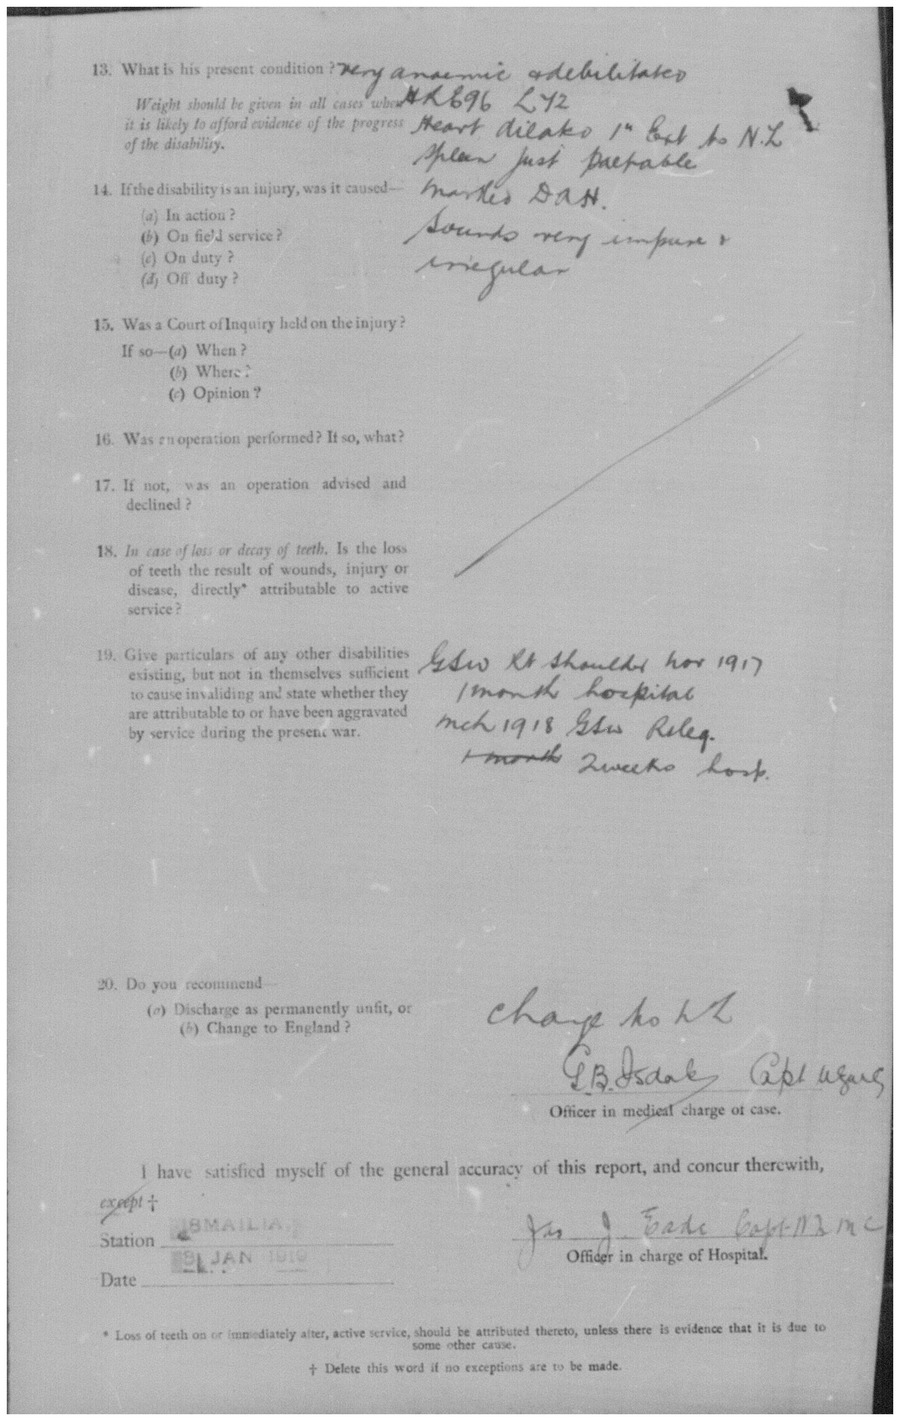 13. What is his present condition? very anaemic & debilitated
Weight should be given in all cases when H R E96 L 72
it is likely to afford evidence of the progress Heart dilated 1" Ext to N.L
of the disability. Spleen just palpable
14. If the disability is an injury, was it caused— marked DAH.
(a) In action?
(b) On field service? Sounds very impure &
(c) On duty? irregular
(d) Off duty?
15. Was a Court of Inquiry held on the injury?
If so—(a) When?
(b) Where?
(c) Opinion?
16. Was an operation performed? If so, what?
17. If not, was an operation advised and
declined?
18. In case of loss or decay of teeth. Is the loss
of teeth the result of wounds, injury or
disease, directly* attributable to active
service?
19. Give particulars of any other disabilities GSW Rt Shoulder Nov 1917
existing, but not in themselves sufficient
to cause invaliding and state whether they 1 month hospital
are attributable to or have been aggravated mch 1918 GSW Rt leg.
by service during the present war.
1 month 2 weeks hosp.
20. Do you recommend—
(a) Discharge as permanently unfit, or change to NZ
(b) Change to England?
Capt
Officer in medical charge of case.
I have satisfied myself of the general accuracy of this report, and concur therewith,
except †
Station ISMAILIA. Jas J Eade Capt NZMC
Officer in charge of Hospital.
Date JAN 1919
* Loss of teeth on or immediately after, active service, should be attributed thereto, unless there is evidence that it is due to
some other cause.
† Delete this word if no exceptions are to be made.